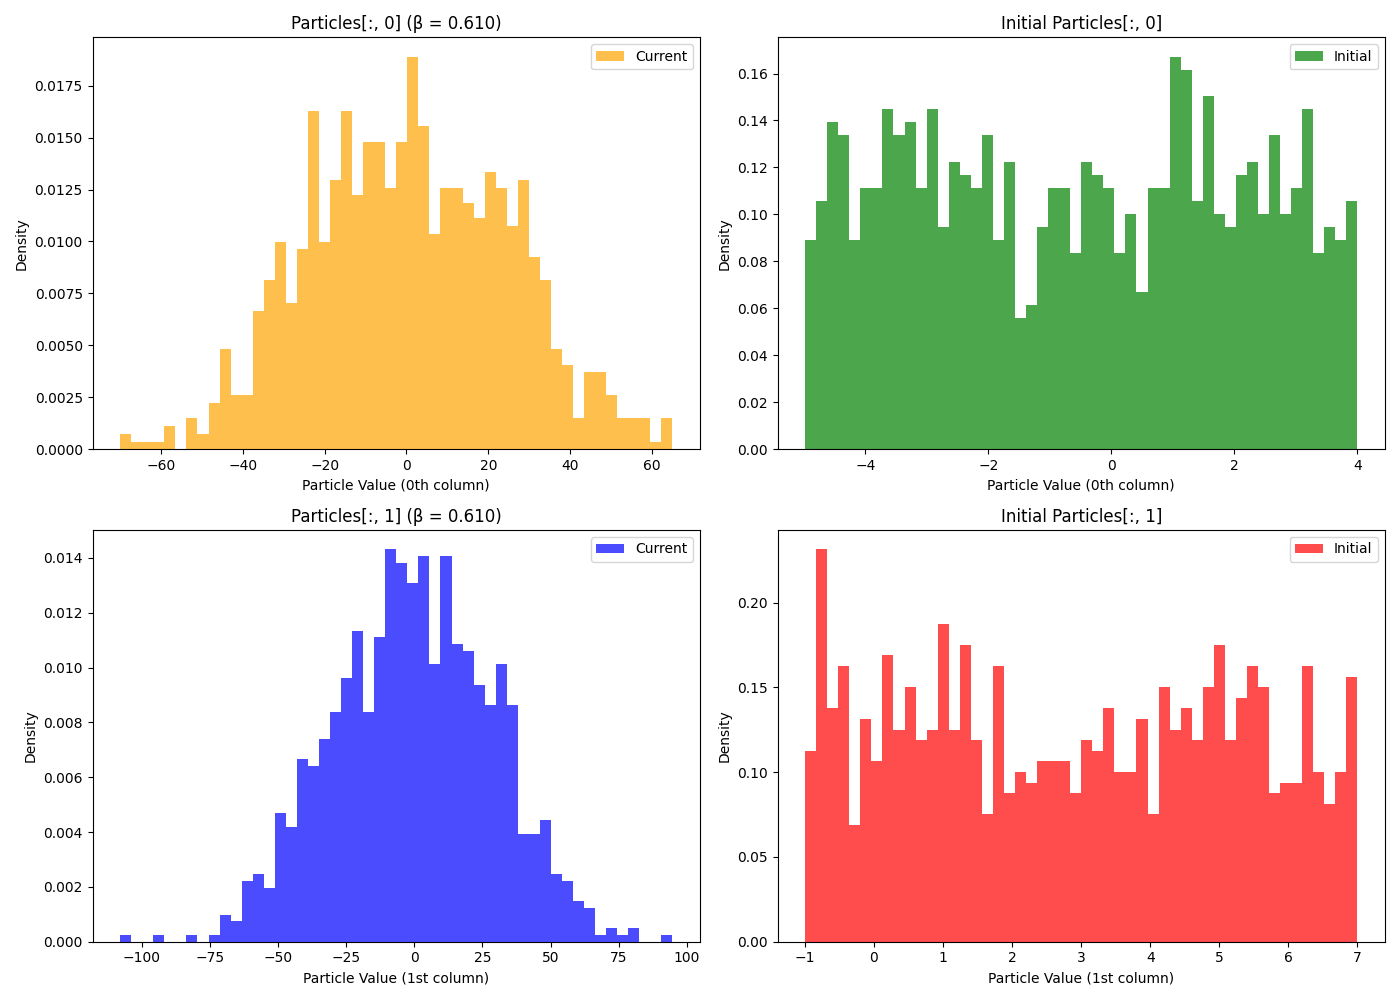 Particles[:, 0] (β = 0.610)
Current
Density
0.0175
0.0150
0.0125
0.0100
0.0075
0.0050
0.0025
0.0000
−60 −40 −20 0 20 40 60
Particle Value (0th column)
Initial Particles[:, 0]
Initial
Density
0.16
0.14
0.12
0.10
0.08
0.06
0.04
0.02
0.00
−4 −2 0 2 4
Particle Value (0th column)
Particles[:, 1] (β = 0.610)
Current
Density
0.014
0.012
0.010
0.008
0.006
0.004
0.002
0.000
−100 −75 −50 −25 0 25 50 75 100
Particle Value (1st column)
Initial Particles[:, 1]
Initial
Density
0.20
0.15
0.10
0.05
0.00
−1 0 1 2 3 4 5 6 7
Particle Value (1st column)